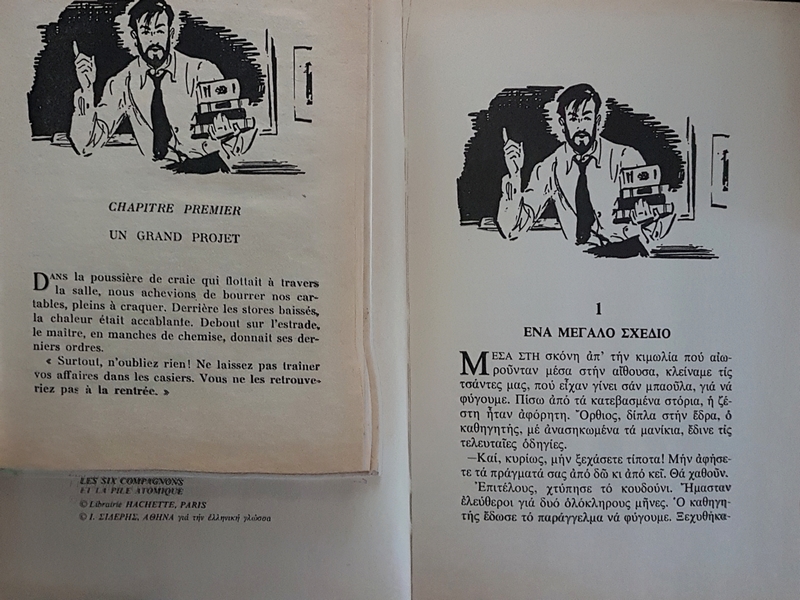 CHAPITRE PREMIER
UN GRAND PROJET
DANS la poussière de craie qui flottait à travers
la salle, nous achevions de bourrer nos car-
tables, pleins à craquer. Derrière les stores baissés,
la chaleur était accablante. Debout sur l'estrade,
le maître, en manches de chemise, donnait ses der-
niers ordres.
« Surtout, n'oubliez rien! Ne laissez pas traîner
vos affaires dans les casiers. Vous ne les retrouve-
riez pas à la rentrée. »
LES SIX COMPAGNONS
ET LA PILE ATOMIQUE
© Librairie HACHETTE, PARIS
© Ι. ΣΙΔΕΡΗΣ, ΑΘΗΝΑ γιά τήν ἑλληνική γλώσσα
1
ΕΝΑ ΜΕΓΑΛΟ ΣΧΕΔΙΟ
ΜΕΣΑ ΣΤΗ σκόνη ἀπ' τήν κιμωλία πού αἰω-
ροῦνταν μέσα στήν αἴθουσα, κλείναμε τίς
τσάντες μας, πού εἶχαν γίνει σάν μπαοῦλα, γιά νά
φύγουμε. Πίσω ἀπό τά κατεβασμένα στόρια, ἡ ζέ-
στη ἦταν ἀφόρητη. Ὄρθιος, δίπλα στήν ἕδρα, ὁ
καθηγητής, μέ ἀνασηκωμένα τά μανίκια, ἔδινε τίς
τελευταῖες ὁδηγίες.
—Καί, κυρίως, μήν ξεχάσετε τίποτα! Μήν ἀφήσε-
τε τά πράγματά σας ἀπό δῶ κι ἀπό κεῖ. Θά χαθοῦν.
Ἐπιτέλους, χτύπησε τό κουδούνι. Ἤμασταν
ἐλεύθεροι γιά δυό ὁλόκληρους μῆνες. Ὁ καθηγη-
τής ἔδωσε τό παράγγελμα νά φύγουμε. Ξεχυθήκα-